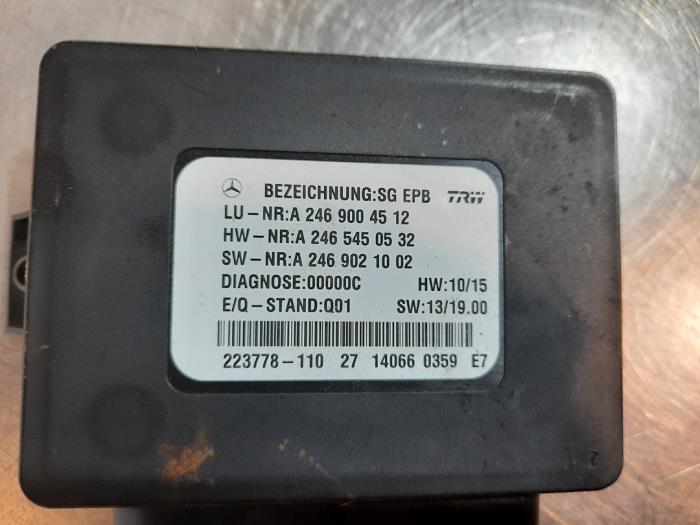 BEZEICHNUNG:SG EPB TRW
LU-NR:A 246 900 45 12
HW-NR:A 246 545 05 32
SW-NR:A 246 902 10 02
DIAGNOSE:00000C HW:10/15
E/Q-STAND:Q01 SW:13/19.00
223778-110 27 14066 0359 E7
2